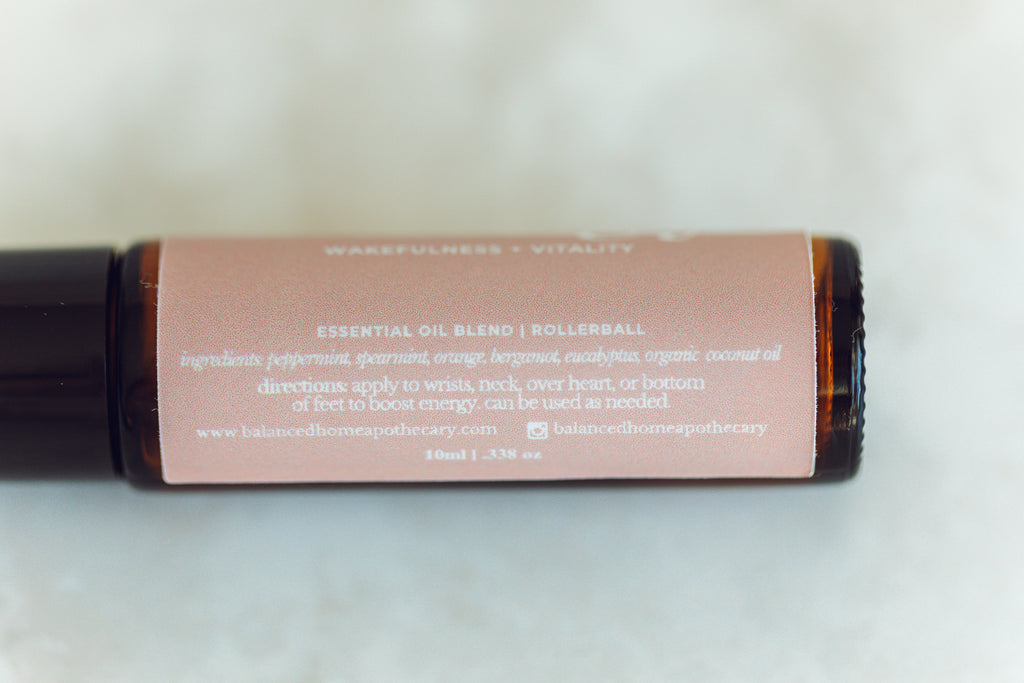 WAKEFULNESS + VITALITY
ESSENTIAL OIL BLEND | ROLLERBALL
ingredients: peppermint, spearmint, orange, bergamot, eucalyptus, organic coconut oil
directions: apply to wrists, neck, over heart, or bottom
of feet to boost energy. can be used as needed.
www.balancedhomeapothecary.com balancedhomeapothecary
10ml | .338 oz